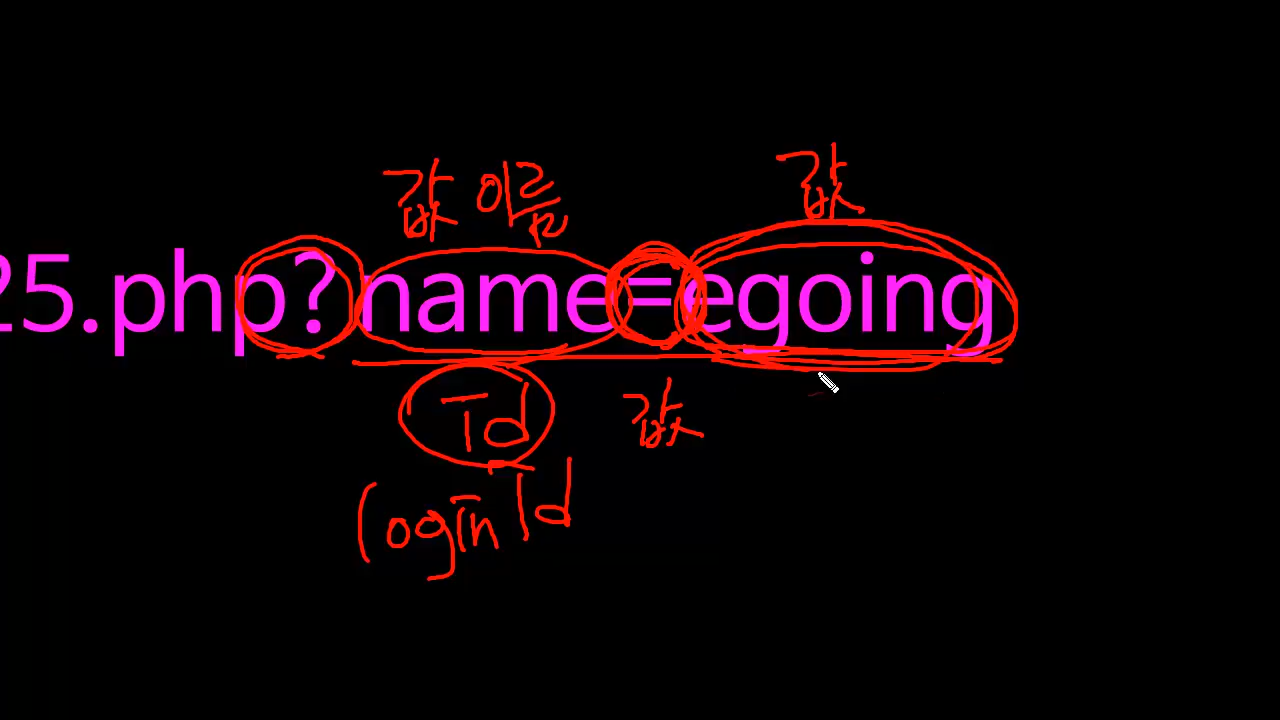 값 이름 값
25.php?name=egoing
Id 값
loginId